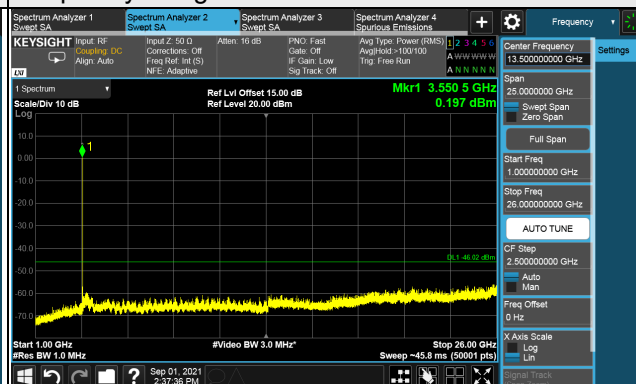 Spectrum Analyzer 1
Swept SA
Spectrum Analyzer 2
Swept SA
Spectrum Analyzer 3
Swept SA
Spectrum Analyzer 4
Spurious Emissions
Frequency
KEYSIGHT
Input: RF
Coupling: DC
Align: Auto
Input Z: 50 Ω
Corrections: Off
Freq Ref: Int (S)
NFE: Adaptive
Atten: 16 dB
PNO: Fast
Gate: Off
IF Gain: Low
Sig Track: Off
Avg Type: Power (RMS)
Avg|Hold:>100/100
Trig: Free Run
1 2 3 4 5 6
A W W W W W
A N N N N N
LXI
1 Spectrum
Scale/Div 10 dB
Log
Ref Lvl Offset 15.00 dB
Ref Level 20.00 dBm
Mkr1 3.550 5 GHz
0.197 dBm
1
10.0
0.00
-10.0
-20.0
-30.0
-40.0
-50.0
-60.0
-70.0
DL1 -46.02 dBm
Start 1.00 GHz
#Res BW 1.0 MHz
#Video BW 3.0 MHz*
Stop 26.00 GHz
Sweep ~45.8 ms (50001 pts)
Sep 01, 2021
2:37:36 PM
Center Frequency
13.500000000 GHz
Settings
Span
25.0000000 GHz
Swept Span
Zero Span
Full Span
Start Freq
1.000000000 GHz
Stop Freq
26.000000000 GHz
AUTO TUNE
CF Step
2.500000000 GHz
Auto
Man
Freq Offset
0 Hz
X Axis Scale
Log
Lin
Signal Track